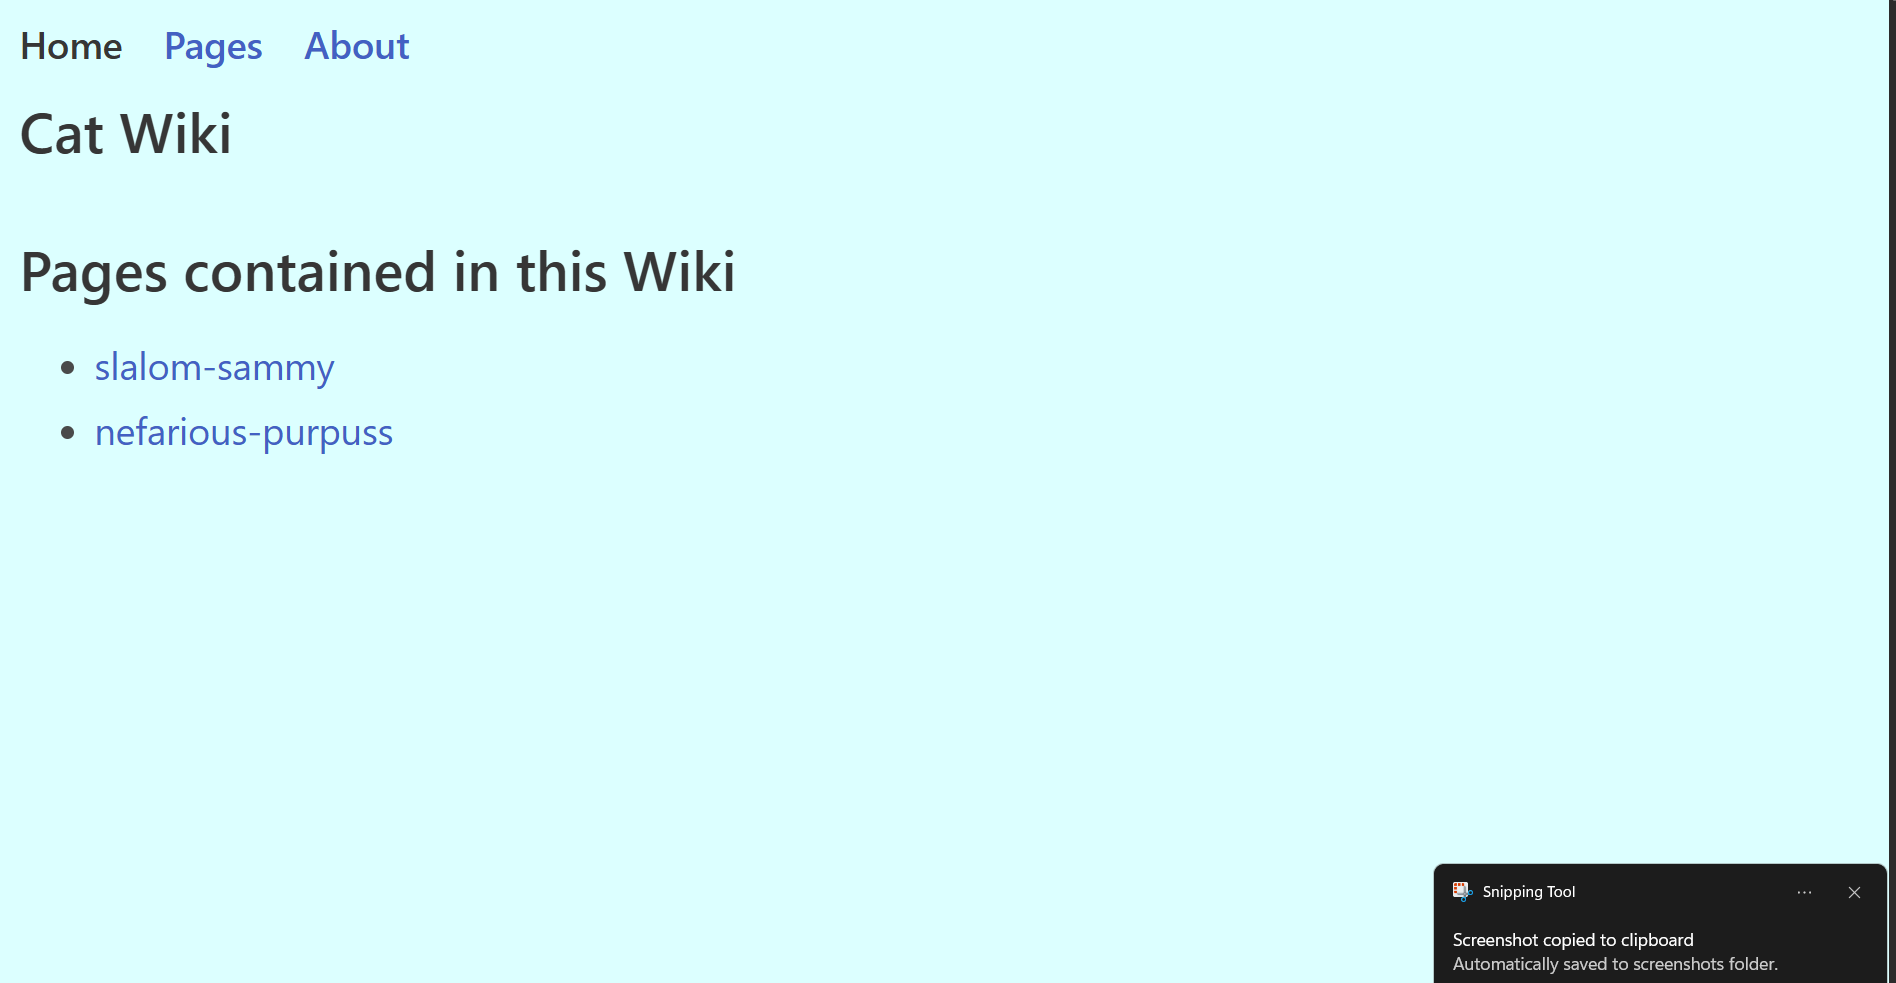 Home Pages About
Cat Wiki
Pages contained in this Wiki
slalom-sammy
nefarious-purpuss
Snipping Tool
Screenshot copied to clipboard
Automatically saved to screenshots folder.